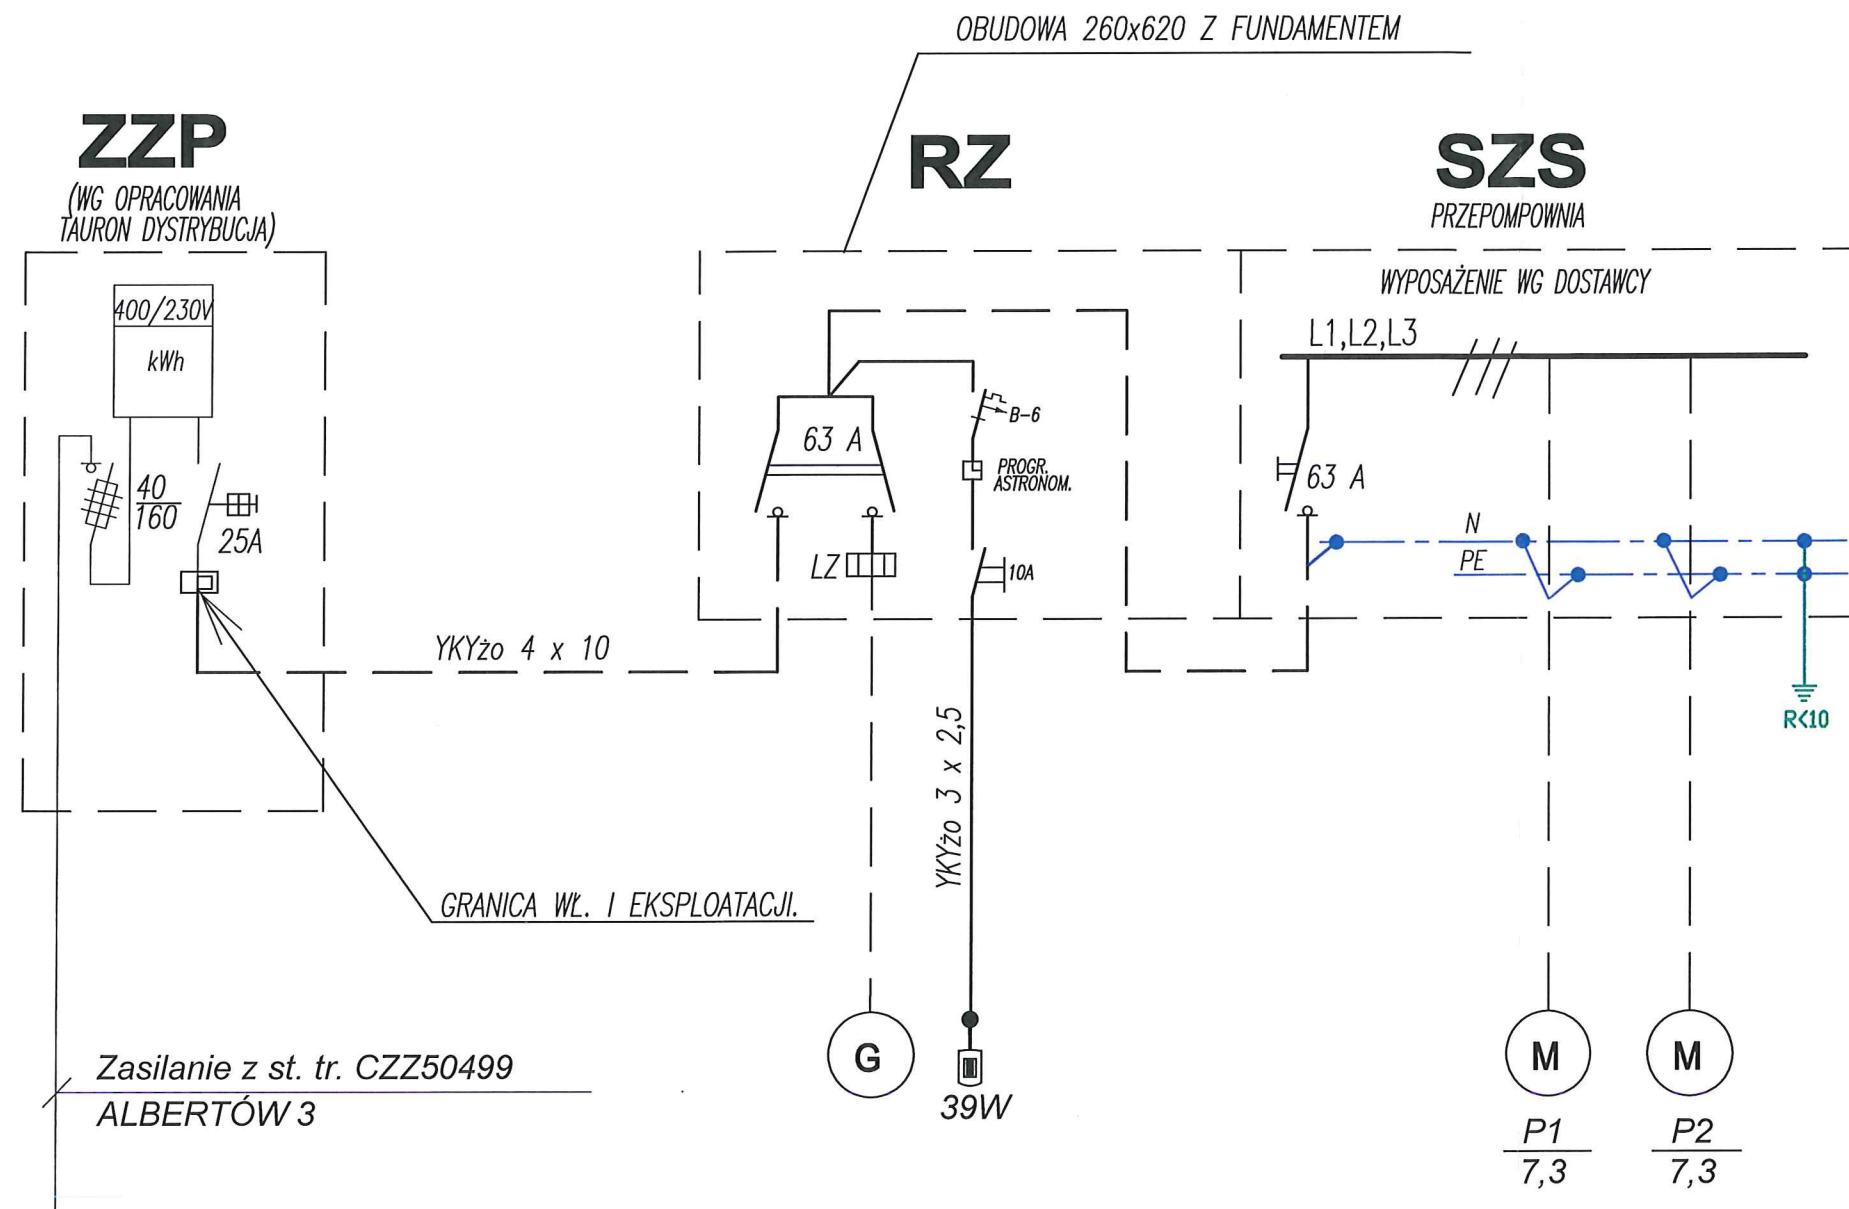 OBUDOWA 260x620 Z FUNDAMENTEM
ZZP
(WG OPRACOWANIA
TAURON DYSTRYBUCJA)
RZ
SZS
PRZEPOMPOWNIA
WYPOSAŻENIE WG DOSTAWCY
400/230V
kWh
40
160
25A
63 A
B-6
PROGR.
ASTRONOM.
LZ
10A
L1,L2,L3
63 A
N
PE
R<10
YKYżo 4 x 10
YKYżo 3 x 2,5
GRANICA WŁ. I EKSPLOATACJI.
Zasilanie z st. tr. CZZ50499
ALBERTÓW 3
G
39W
M
M
P1
7,3
P2
7,3